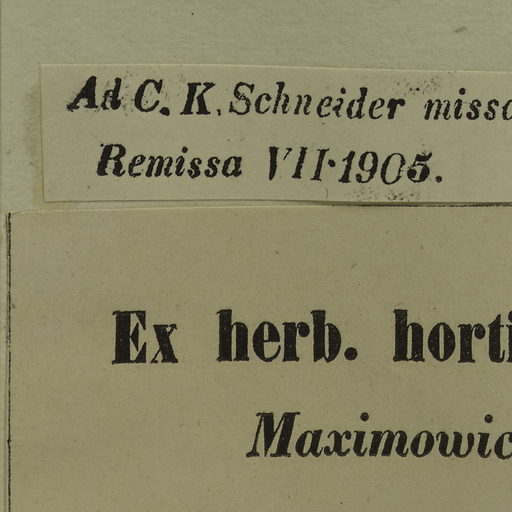 Ad C. K. Schneider missa
Remissa VII·1905.
Ex herb. horti
Maximowic